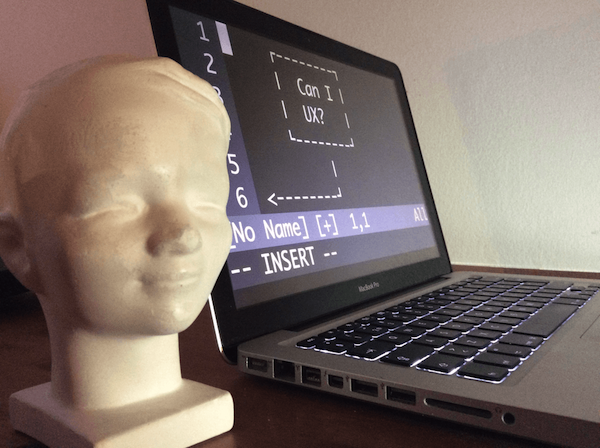 1
2
Can I
UX?
5
6
No Name] [+] 1,1 All
-- INSERT --
MacBook Pro